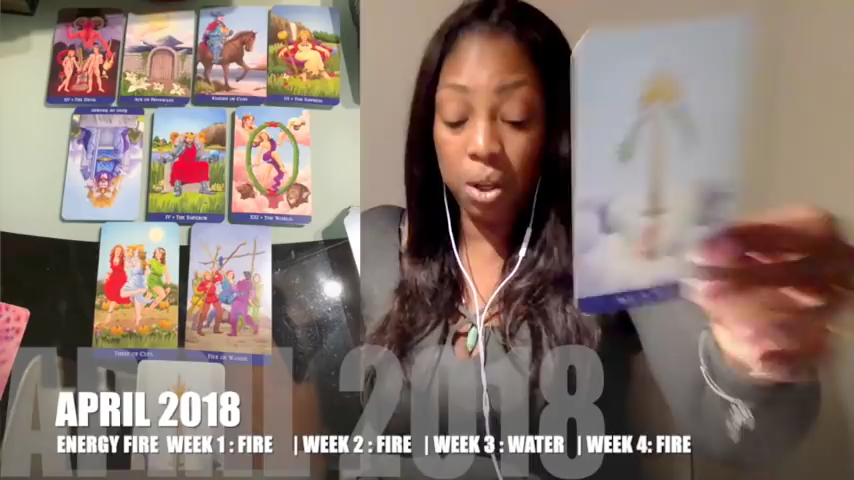 XV • THE DEVIL
ACE OF PENTACLES
KNIGHT OF CUPS
III • THE EMPRESS
IV • THE EMPEROR
XXI • THE WORLD
THREE OF CUPS
FIVE OF WANDS
APRIL 2018
APRIL 2018
ENERGY FIRE WEEK 1 : FIRE | WEEK 2 : FIRE | WEEK 3 : WATER | WEEK 4: FIRE